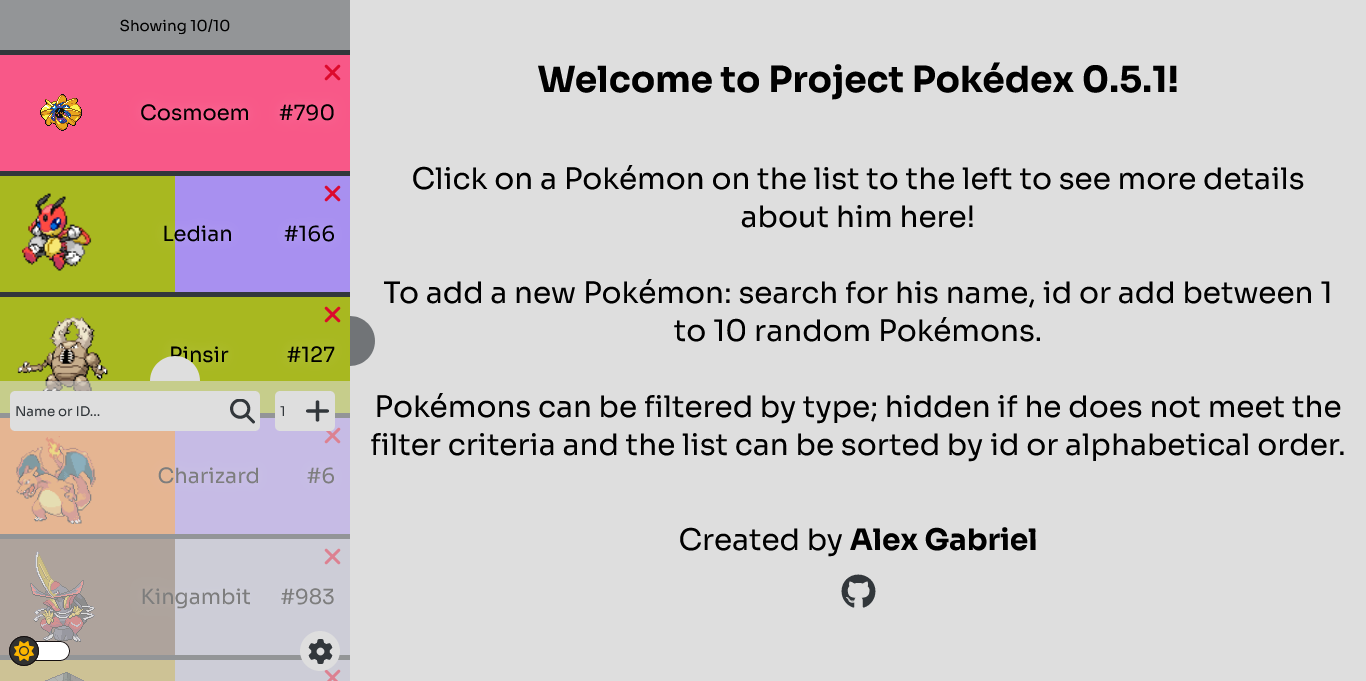 Showing 10/10
Cosmoem #790
Ledian #166
Pinsir #127
Name or ID... 1
Charizard #6
Kingambit #983
Welcome to Project Pokédex 0.5.1!
Click on a Pokémon on the list to the left to see more details
about him here!
To add a new Pokémon: search for his name, id or add between 1
to 10 random Pokémons.
Pokémons can be filtered by type; hidden if he does not meet the
filter criteria and the list can be sorted by id or alphabetical order.
Created by Alex Gabriel